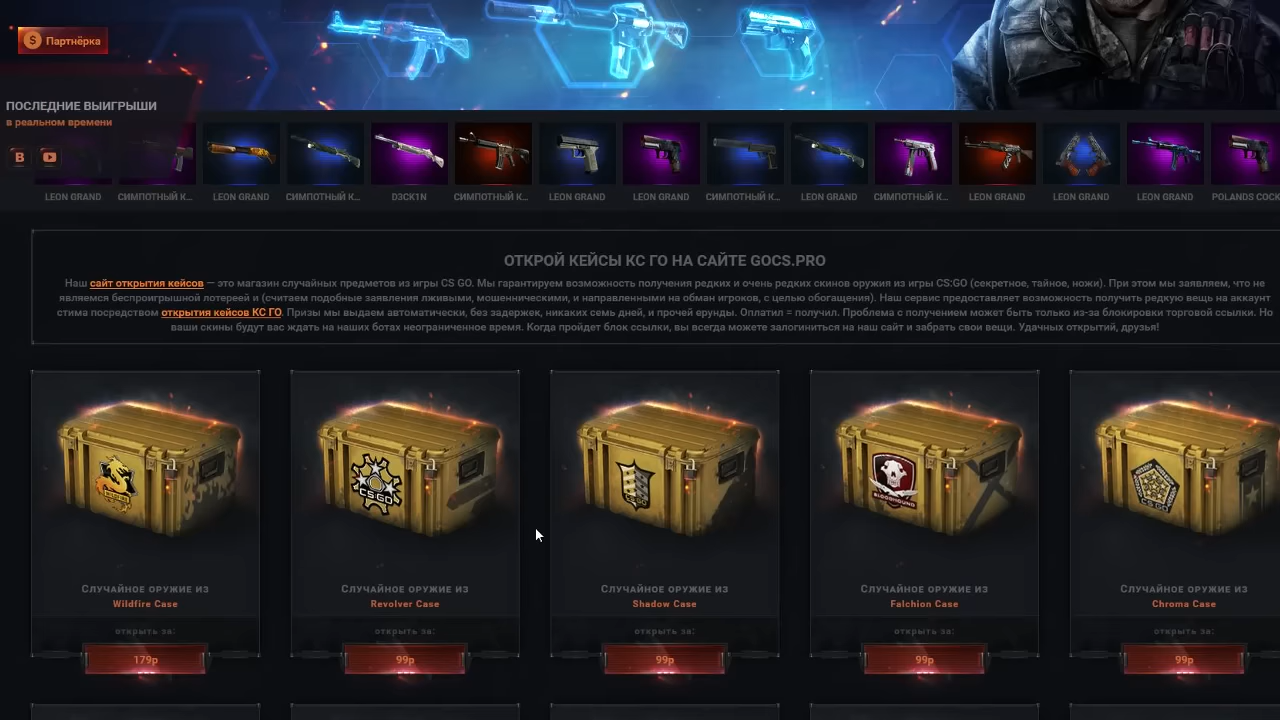 Партнёрка
ПОСЛЕДНИЕ ВЫИГРЫШИ
в реальном времени
B
LEON GRAND
СИМПОТНЫЙ К...
LEON GRAND
СИМПОТНЫЙ К...
D3CK1N
СИМПОТНЫЙ К...
LEON GRAND
LEON GRAND
СИМПОТНЫЙ К...
LEON GRAND
СИМПОТНЫЙ К...
LEON GRAND
LEON GRAND
LEON GRAND
POLANDS COCK
ОТКРОЙ КЕЙСЫ КС ГО НА САЙТЕ GOCS.PRO
Наш сайт открытия кейсов — это магазин случайных предметов из игры CS GO. Мы гарантируем возможность получения редких и очень редких скинов оружия из игры CS:GO (секретное, тайное, ножи). При этом мы заявляем, что не
являемся беспроигрышной лотереей и (считаем подобные заявления лживыми, мошенническими, и направленными на обман игроков, с целью обогащения). Наш сервис предоставляет возможность получить редкую вещь на аккаунт
стима посредством открытия кейсов КС ГО. Призы мы выдаем автоматически, без задержек, никаких семь дней, и прочей ерунды. Оплатил = получил. Проблема с получением может быть только из-за блокировки торговой ссылки. Но
ваши скины будут вас ждать на наших ботах неограниченное время. Когда пройдет блок ссылки, вы всегда можете залогиниться на наш сайт и забрать свои вещи. Удачных открытий, друзья!
CS:GO
CS:GO
BLOODHOUND
CS GO
Случайное оружие из
Wildfire Case
открыть за:
179р
Случайное оружие из
Revolver Case
открыть за:
99р
Случайное оружие из
Shadow Case
открыть за:
99р
Случайное оружие из
Falchion Case
открыть за:
99р
Случайное оружие из
Chroma Case
открыть за:
99р